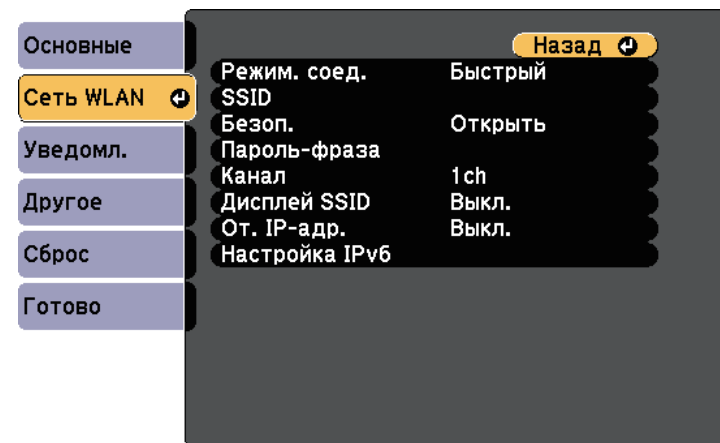 Основные
Сеть WLAN
Уведомл.
Другое
Сброс
Готово
Назад
Режим. соед. Быстрый
SSID
Безоп. Открыть
Пароль-фраза
Канал 1ch
Дисплей SSID Выкл.
От. IP-адр. Выкл.
Настройка IPv6